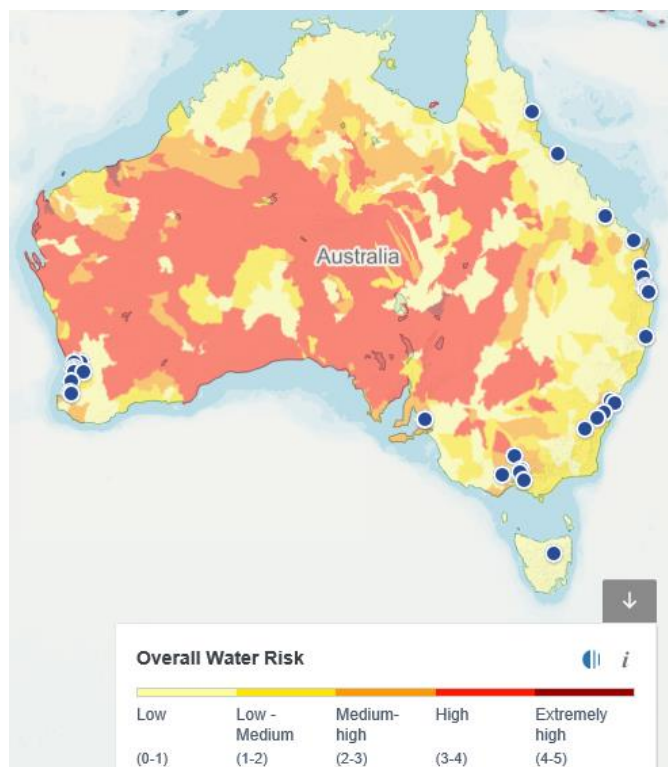 Australia
Overall Water Risk
i
Low
Low -
Medium
Medium-
high
High
Extremely
high
(0-1)
(1-2)
(2-3)
(3-4)
(4-5)